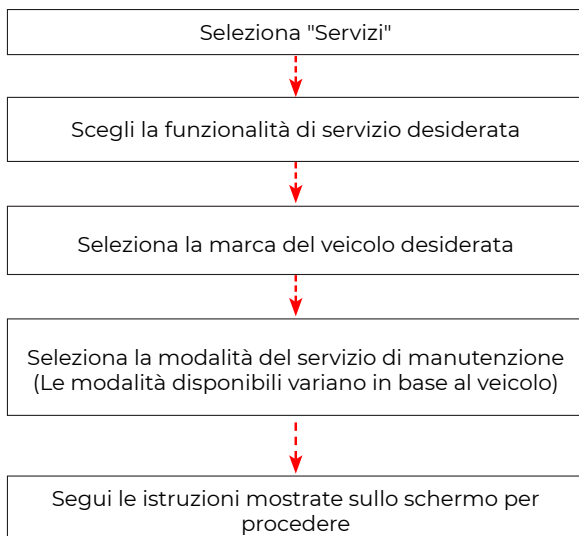 Seleziona "Servizi"
Scegli la funzionalità di servizio desiderata
Seleziona la marca del veicolo desiderata
Seleziona la modalità del servizio di manutenzione
(Le modalità disponibili variano in base al veicolo)
Segui le istruzioni mostrate sullo schermo per
procedere